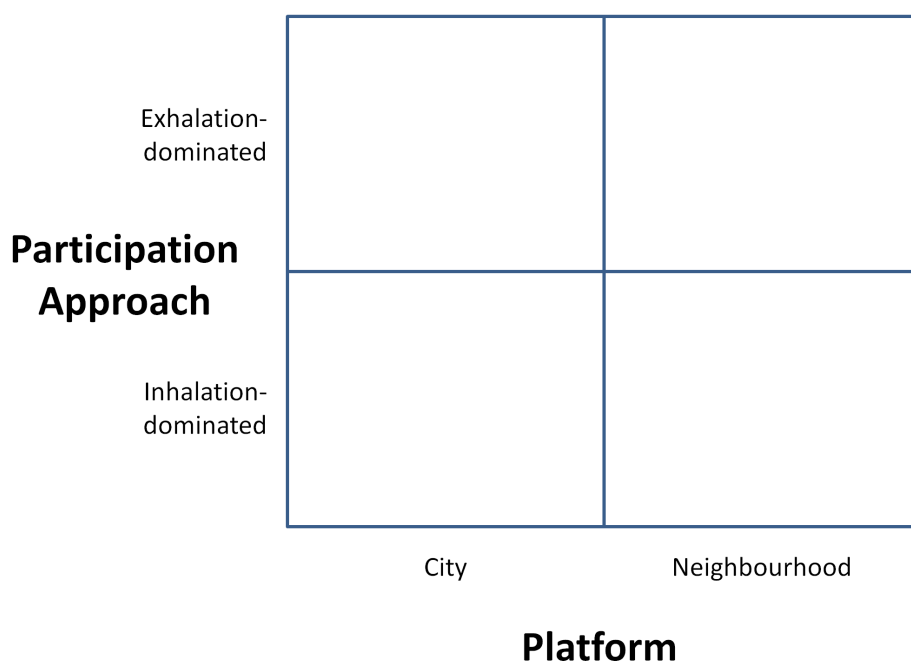 Exhalation-
dominated
Participation
Approach
Inhalation-
dominated
City
Neighbourhood
Platform